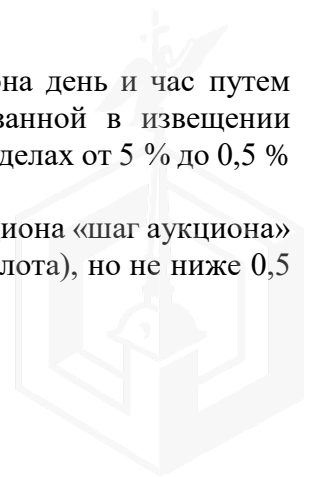 она день и час путем
ванной в извещении
делах от 5 % до 0,5 %
циона «шаг аукциона»
лота), но не ниже 0,5